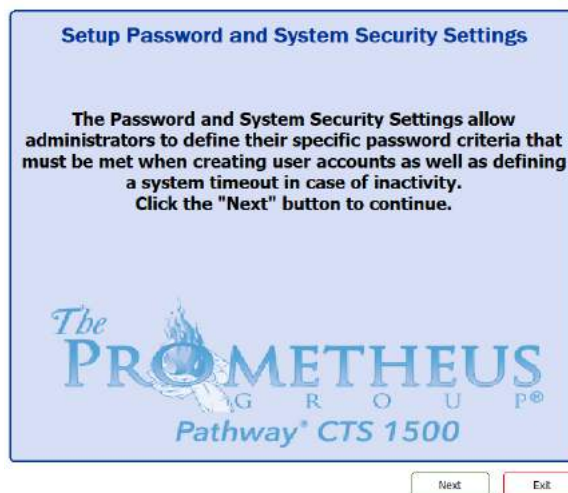 Setup Password and System Security Settings
The Password and System Security Settings allow
administrators to define their specific password criteria that
must be met when creating user accounts as well as defining
a system timeout in case of inactivity.
Click the "Next" button to continue.
The
PROMETHEUS
GROUP®
Pathway® CTS 1500
Next Exit